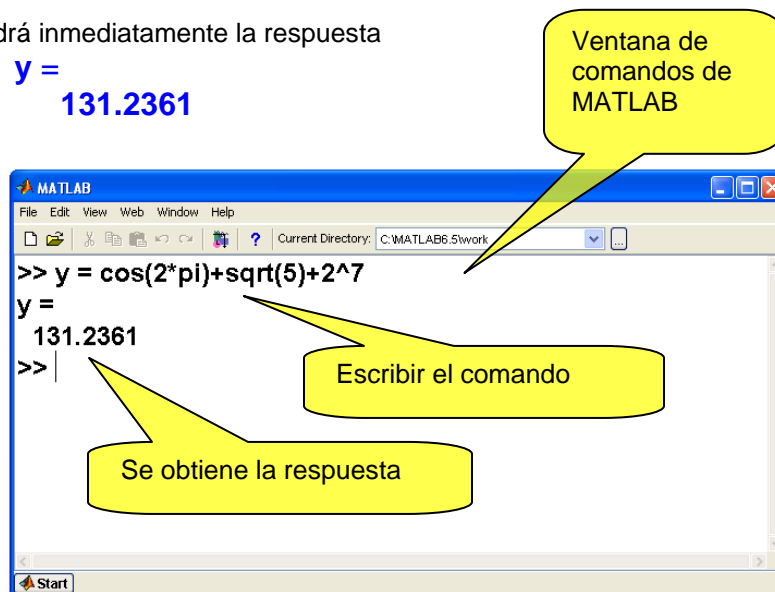 drá inmediatamente la respuesta
y =
131.2361
Ventana de
comandos de
MATLAB
MATLAB
File Edit View Web Window Help
? Current Directory: C:\MATLAB6.5\work ...
>> y = cos(2*pi)+sqrt(5)+2^7
y =
131.2361
>>
Escribir el comando
Se obtiene la respuesta
Start